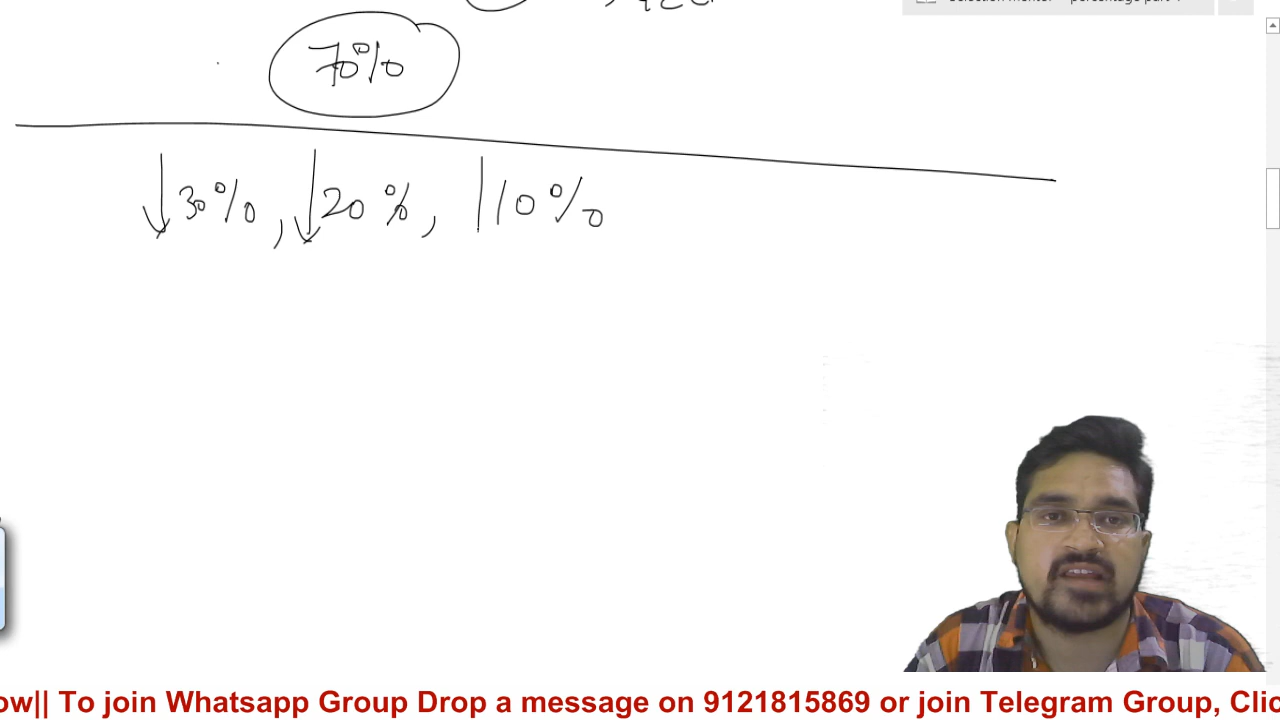 70%
↓30%, ↓20%, |10%
ow|| To join Whatsapp Group Drop a message on 9121815869 or join Telegram Group, Clic